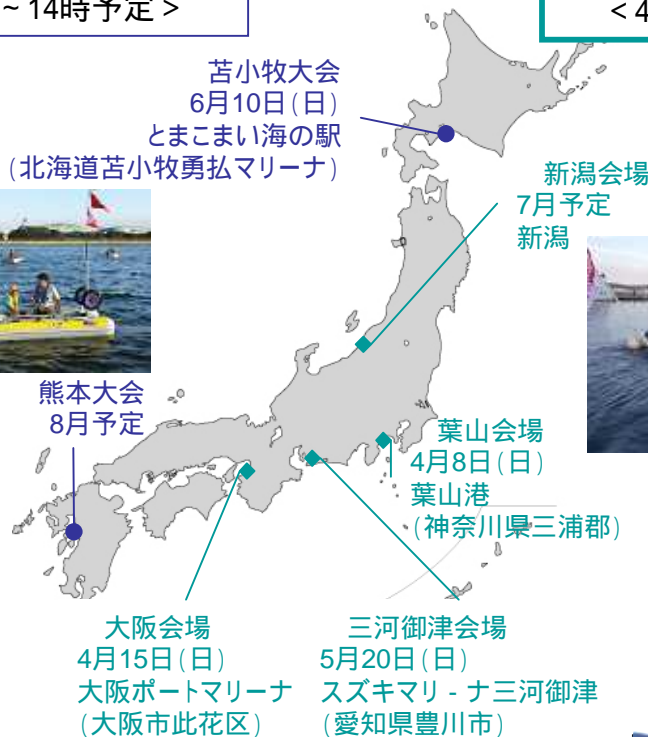 ~14時予定>
<4
苫小牧大会
6月10日(日)
とまこまい海の駅
(北海道苫小牧勇払マリーナ)
新潟会場
7月予定
新潟
熊本大会
8月予定
葉山会場
4月8日(日)
葉山港
(神奈川県三浦郡)
大阪会場
4月15日(日)
大阪ポートマリーナ
(大阪市此花区)
三河御津会場
5月20日(日)
スズキマリ-ナ三河御津
(愛知県豊川市)